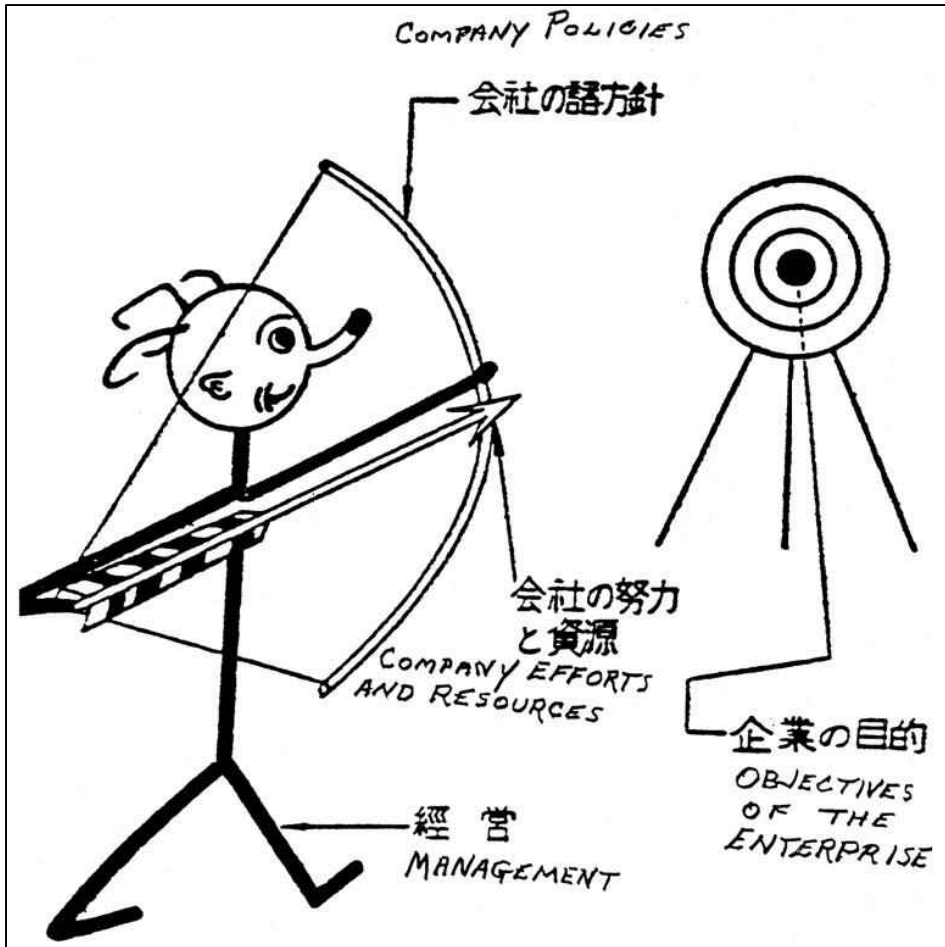 COMPANY POLICIES
会社の諸方針
会社の努力
と資源
COMPANY EFFORTS
AND RESOURCES
企業の目的
OBJECTIVES
OF THE
ENTERPRISE
經営
MANAGEMENT